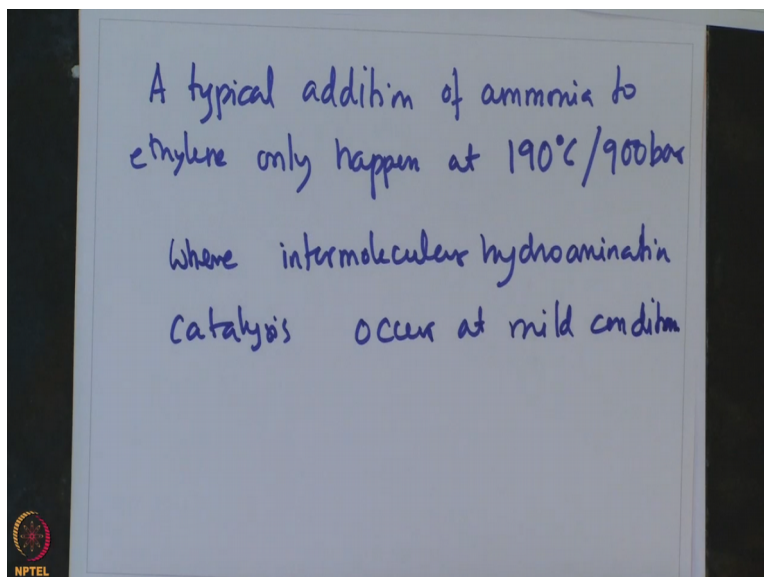 A typical addition of ammonia to
ethylene only happen at 190°C/900bar
where intermolecular hydroamination
catalysis occur at mild condition
NPTEL